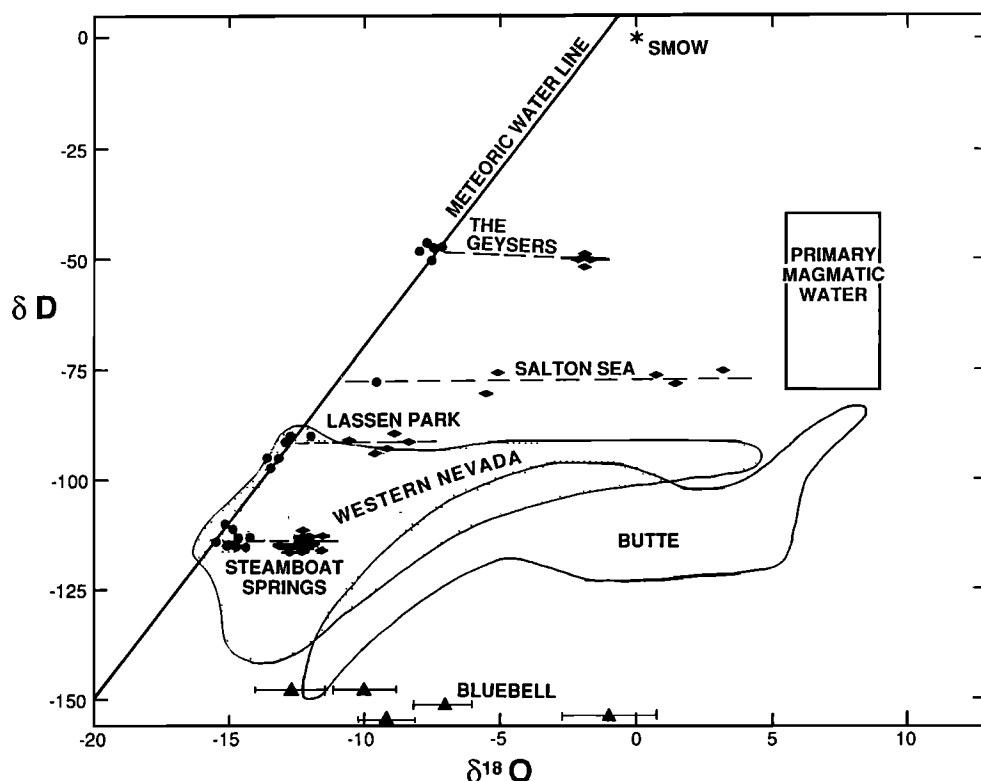 0
* SMOW
METEORIC WATER LINE
-25
THE
GEYSERS
-50
PRIMARY
MAGMATIC
WATER
δ D
SALTON SEA
-75
LASSEN PARK
WESTERN NEVADA
-100
BUTTE
STEAMBOAT
SPRINGS
-125
BLUEBELL
-150
-20 -15 -10 -5 0 5 10
δ¹⁸ O